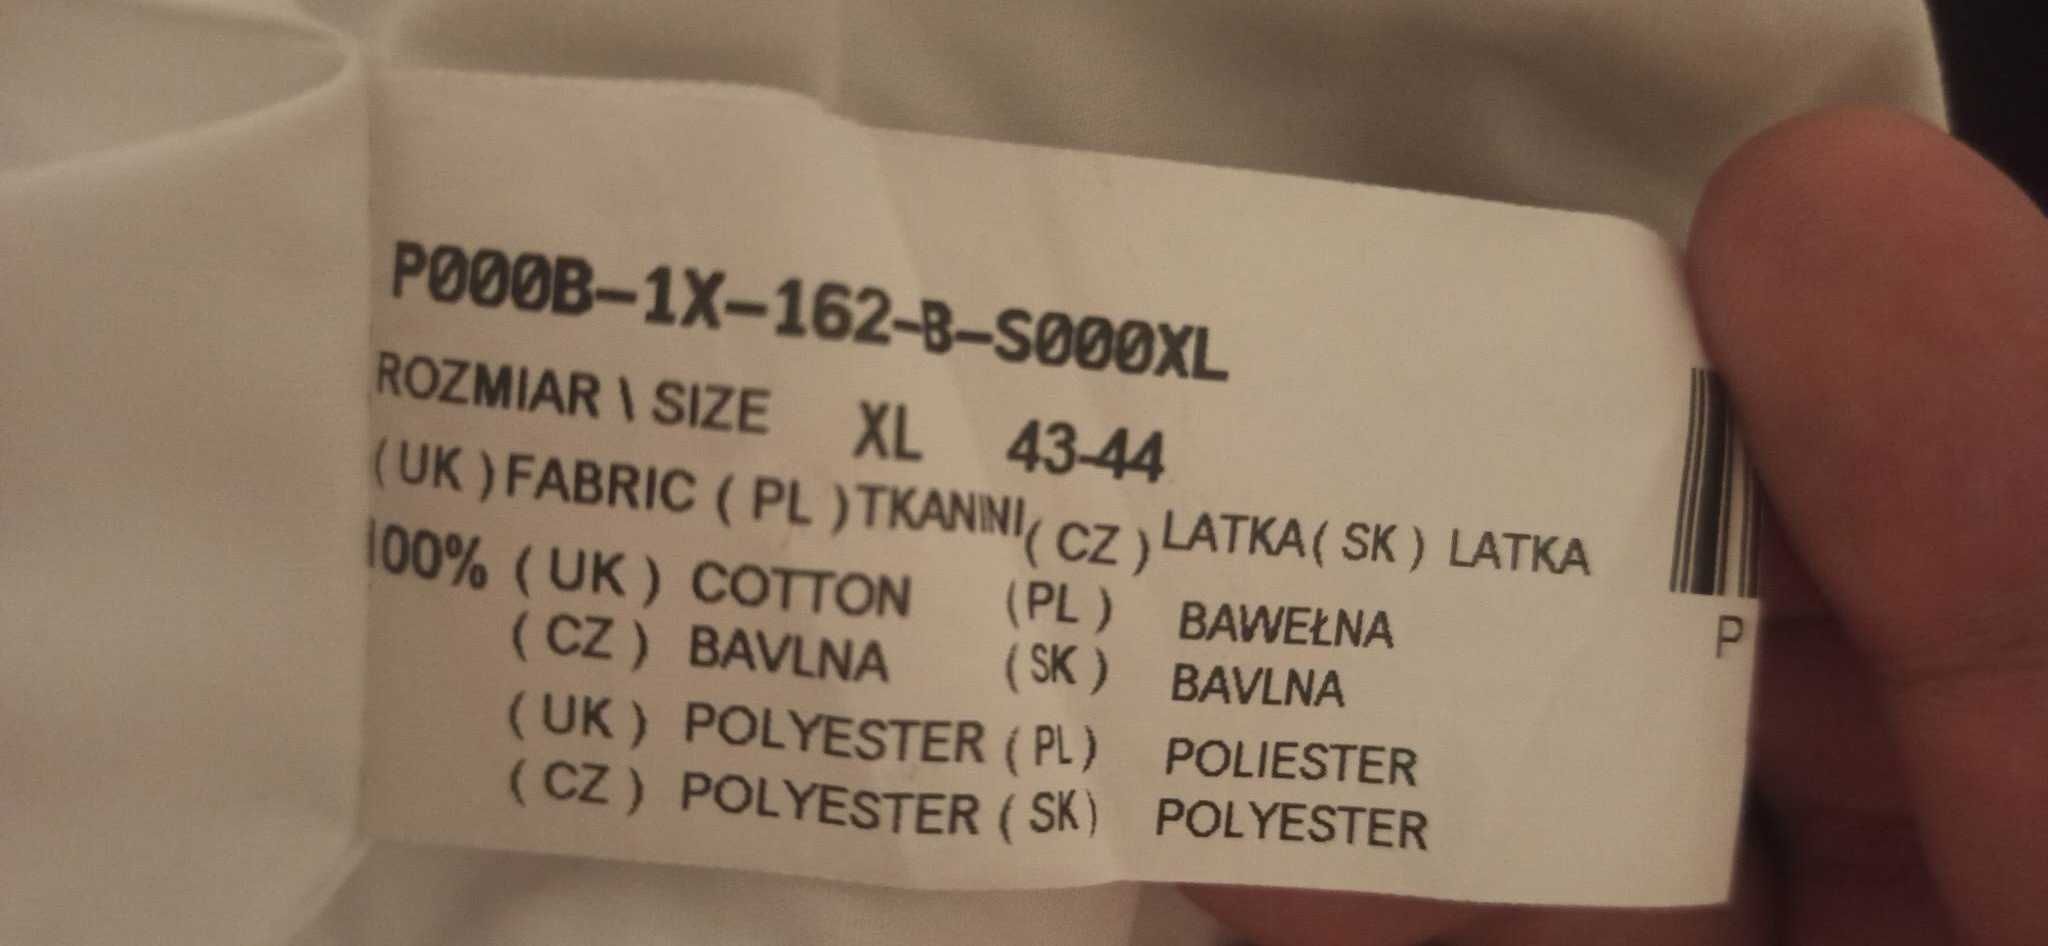 P000B-1X-162-B-S000XL
ROZMIAR \ SIZE XL 43-44
( UK ) FABRIC ( PL ) TKANINI ( CZ ) LATKA ( SK ) LATKA
100% ( UK ) COTTON ( PL ) BAWEŁNA
( CZ ) BAVLNA ( SK ) BAVLNA
( UK ) POLYESTER ( PL ) POLIESTER
( CZ ) POLYESTER ( SK ) POLYESTER
P